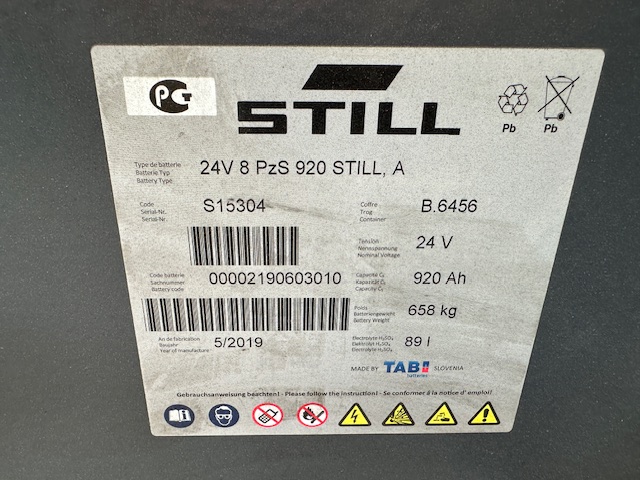 PG
STILL
Pb Pb
Type de batterie
Batterie Typ
Battery Type
24V 8 PzS 920 STILL, A
Code
Serial-Nr.
Serial-Nr.
S15304
Coffre
Trog
Container
B.6456
Tension
Nennspannung
Nominal Voltage
24 V
Code batterie
Sachnummer
Battery code
00002190603010
Capacité C₅
Kapazität C₅
Capacity C₅
920 Ah
Poids
Batteriegewicht
Battery Weight
658 kg
An de fabrication
Baujahr
Year of manufacture
5/2019
Electrolyte H₂SO₄
Elektrolyt H₂SO₄
Electrolyte H₂SO₄
89 l
MADE BY TAB batteries SLOVENIA
Gebrauchsanweisung beachten! - Please follow the instruction! - Se conformer à la notice d' emploi!